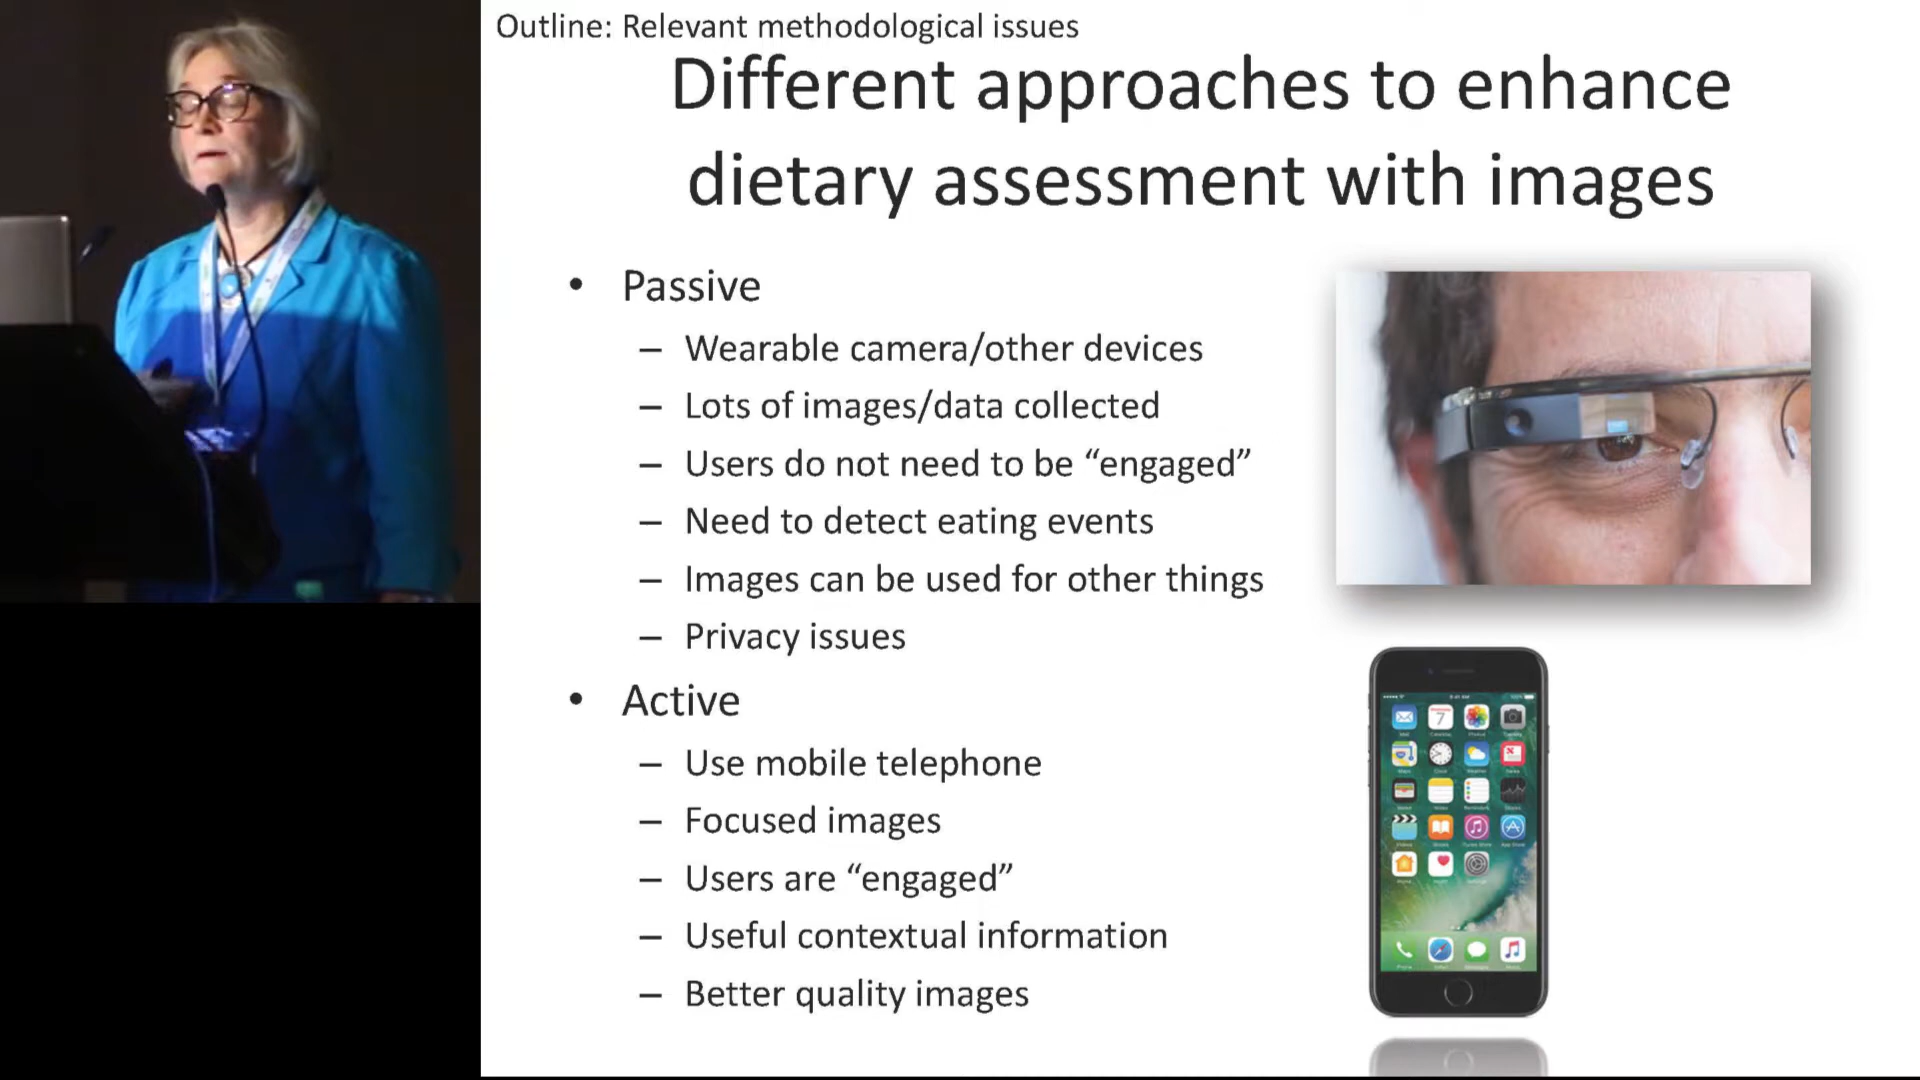 Outline: Relevant methodological issues
Different approaches to enhance
dietary assessment with images
• Passive
– Wearable camera/other devices
– Lots of images/data collected
– Users do not need to be “engaged”
– Need to detect eating events
– Images can be used for other things
– Privacy issues
• Active
– Use mobile telephone
– Focused images
– Users are “engaged”
– Useful contextual information
– Better quality images